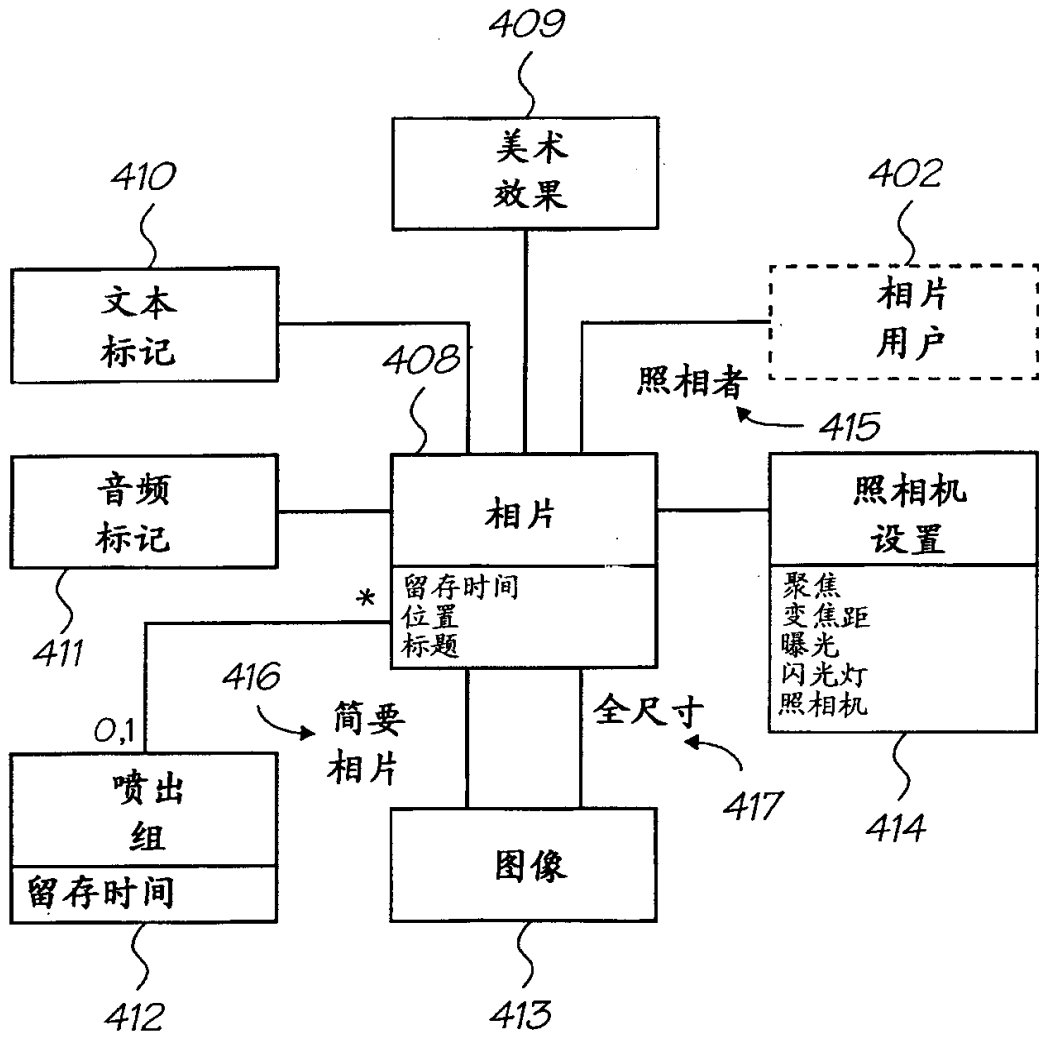 409
美术
效果
410
文本
标记
402
相片
用户
408
照相者
415
音频
标记
411
相片
留存时间
位置
标题
照相机
设置
聚焦
变焦距
曝光
闪光灯
照相机
414
*
0,1
416
简要
相片
全尺寸
417
喷出
组
留存时间
412
图像
413